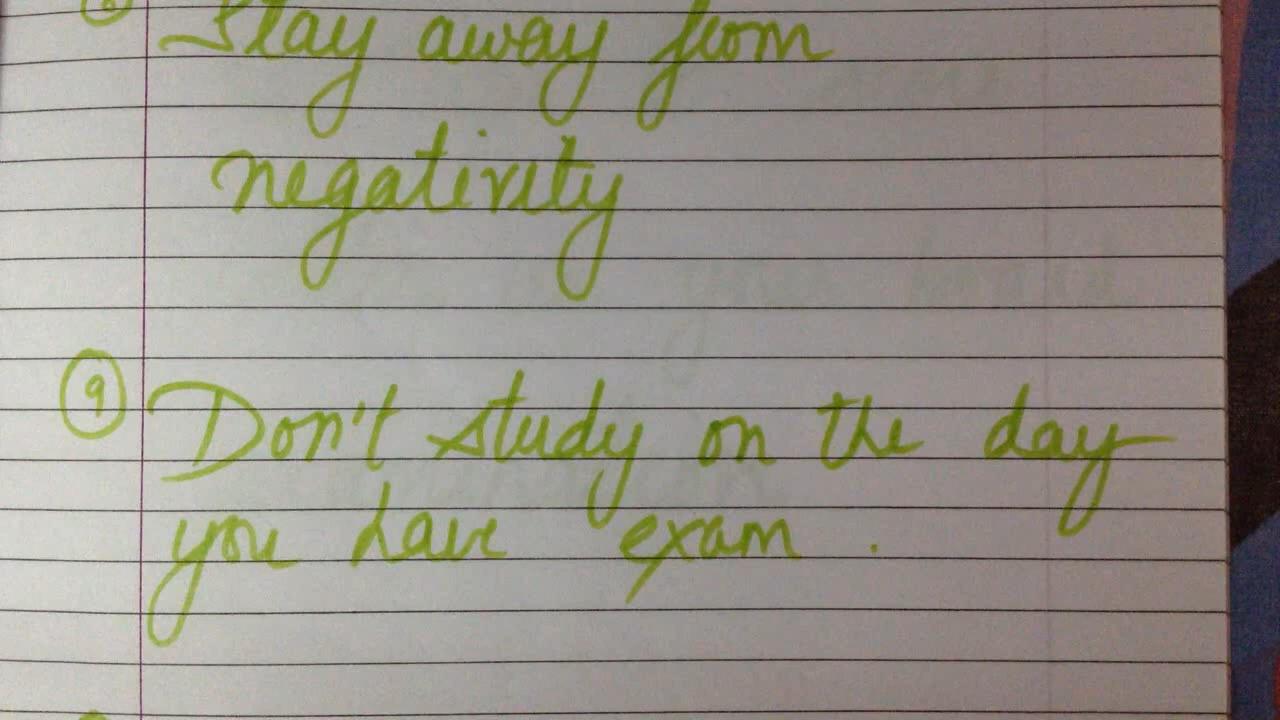 Stay away from
negativity
9 Don't study on the day
you have exam .